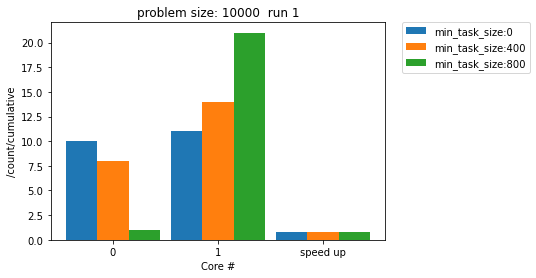 problem size: 10000  run 1
min_task_size:0
min_task_size:400
min_task_size:800
/count/cumulative
20.0
17.5
15.0
12.5
10.0
7.5
5.0
2.5
0.0
0 1 speed up
Core #